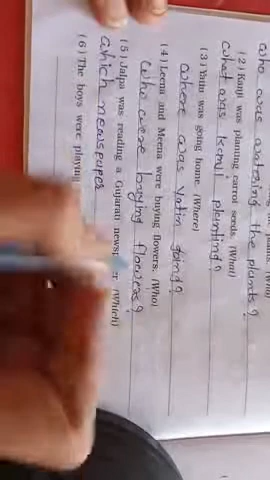 who was watering the plants?
(2) Kanji was planting carrot seeds. (What)
what was kanji planting?
(3) Yatin was going home. (Where)
where was Yatin going?
(4) Leena and Meena were buying flowers. (Who)
who were buying flowers?
(5) Jalpa was reading a Gujarati (Which)
which newspaper
(6) The boys were playing